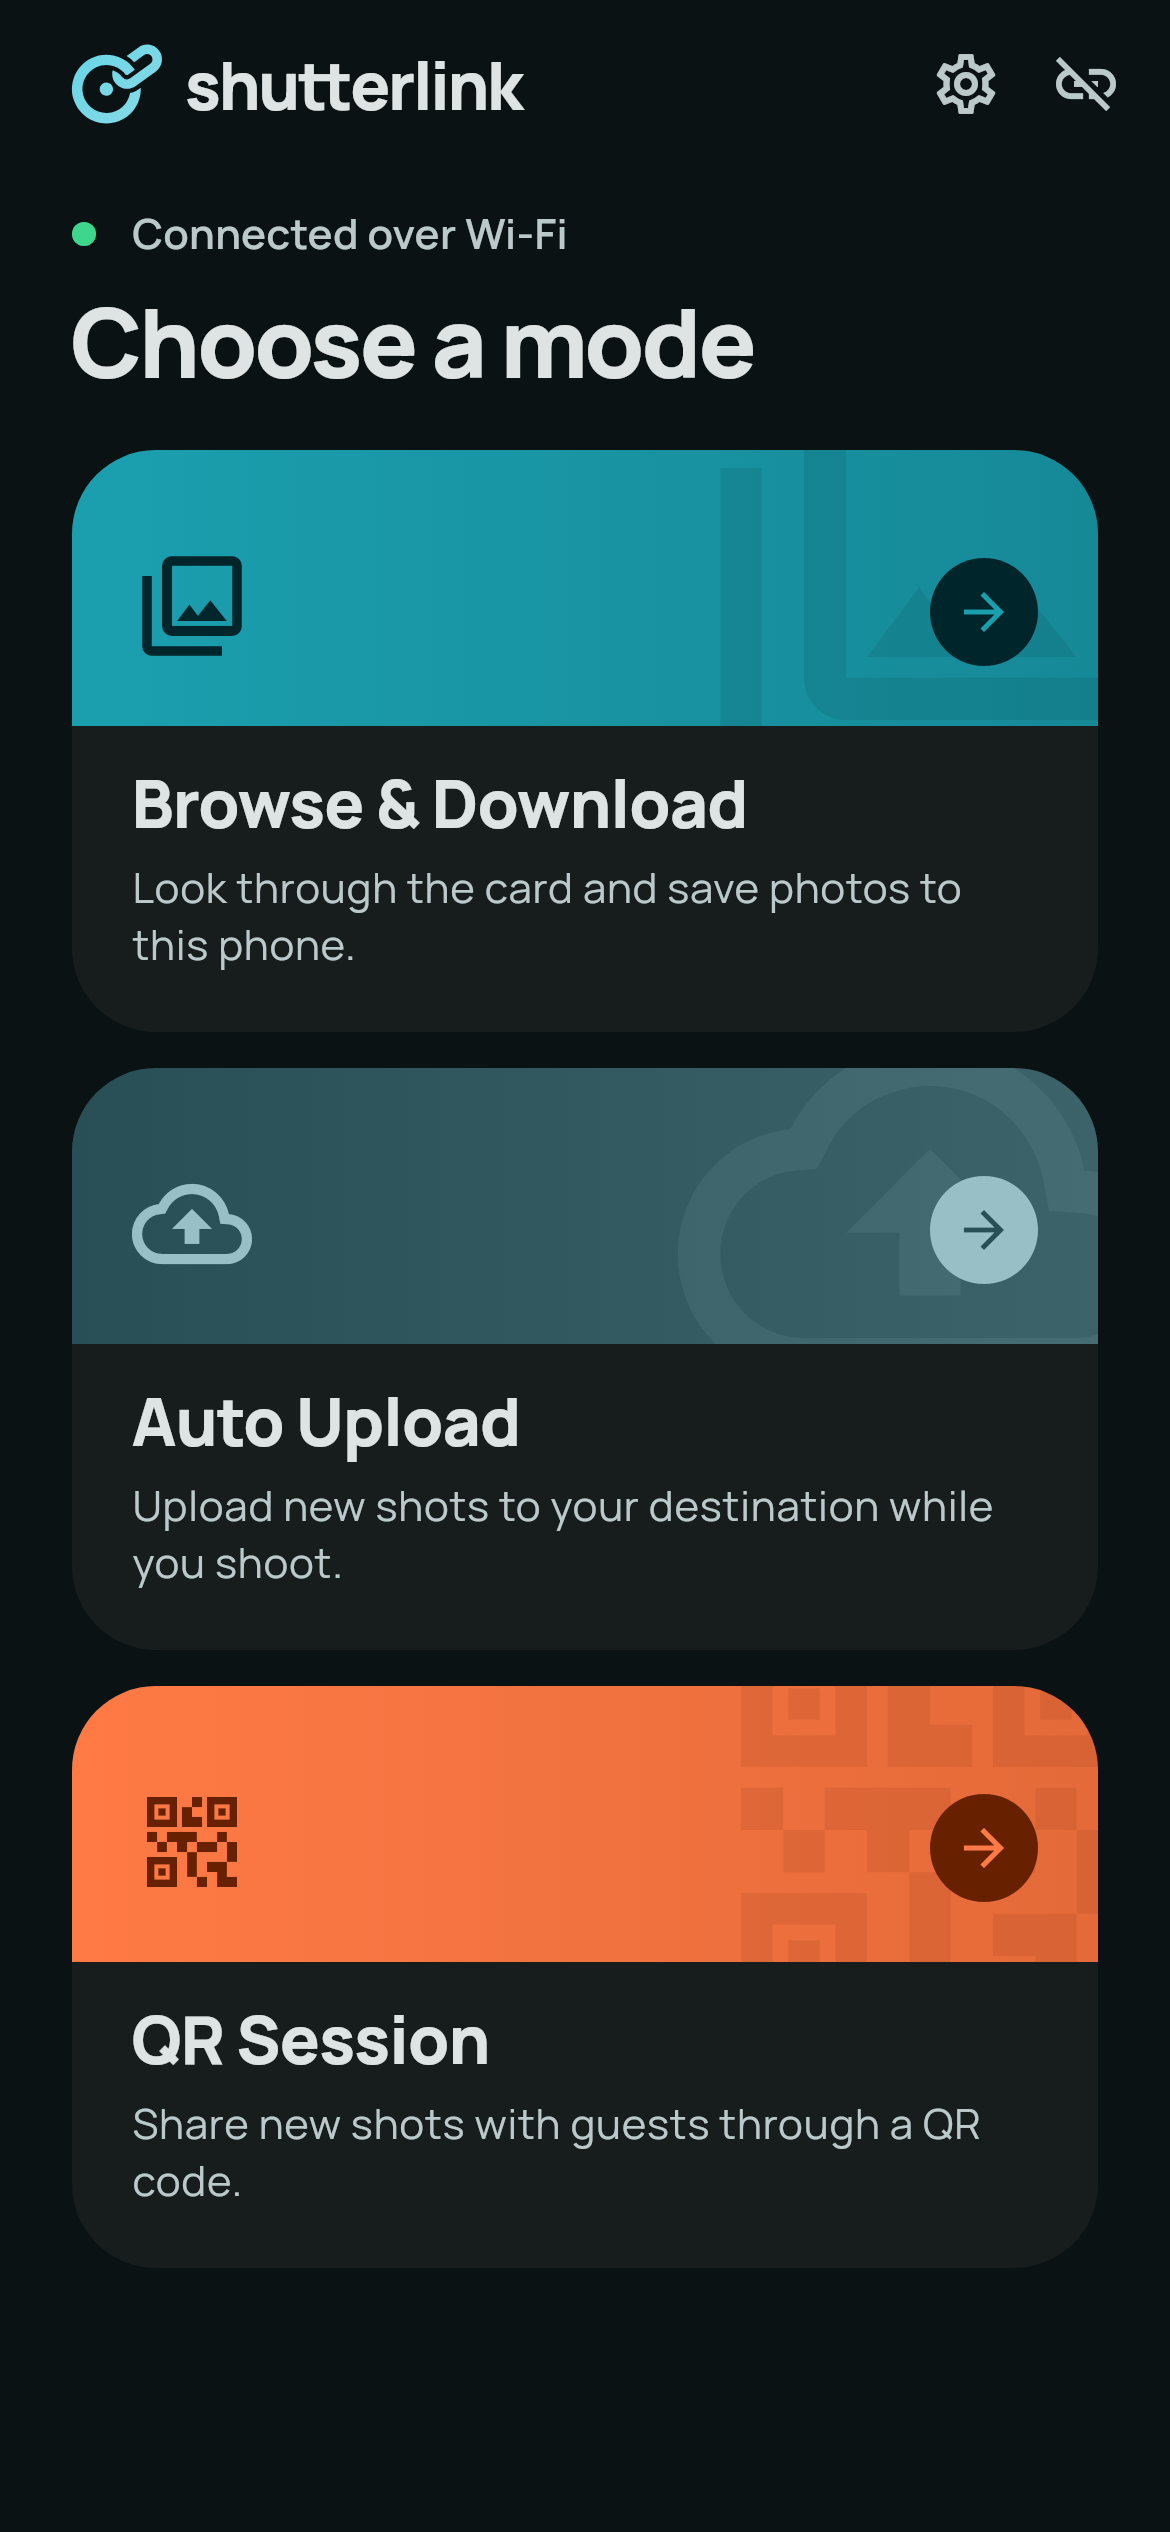 shutterlink
Connected over Wi-Fi
Choose a mode
Browse & Download
Look through the card and save photos to
this phone.
Auto Upload
Upload new shots to your destination while
you shoot.
QR Session
Share new shots with guests through a QR
code.